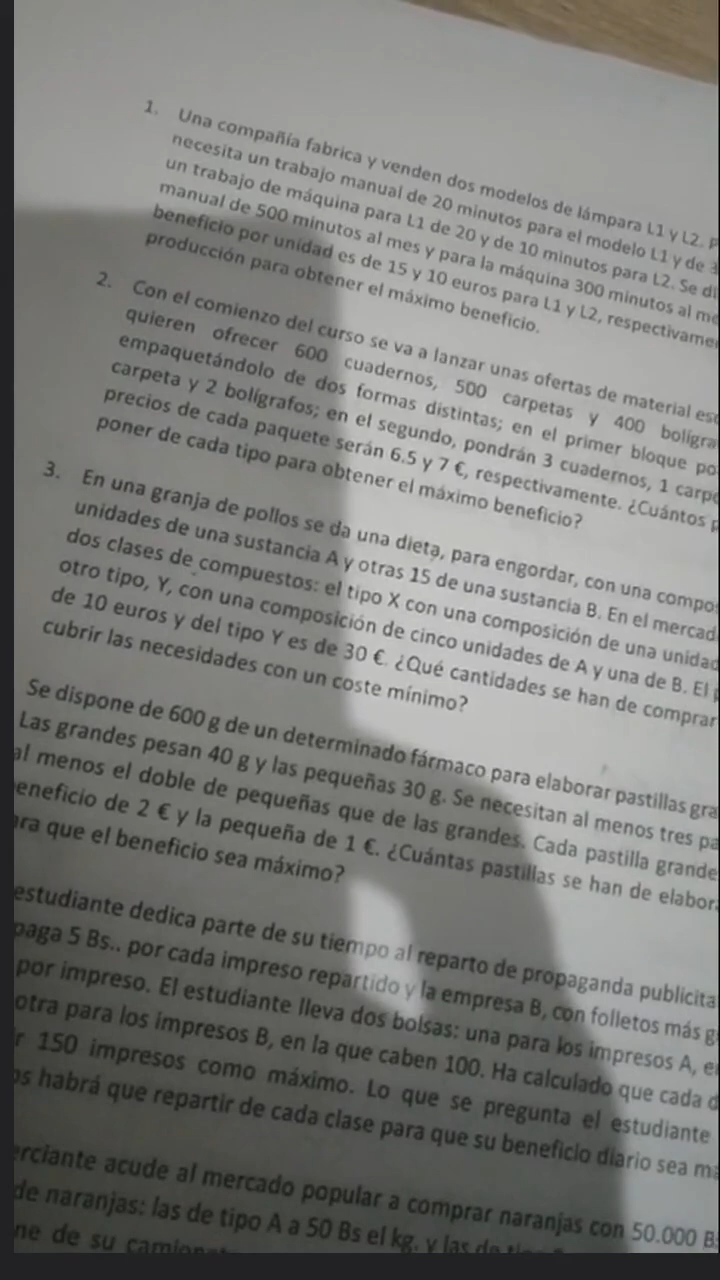 1. Una compañía fabrica y venden dos modelos de lámpara L1 y L2.
necesita un trabajo manual de 20 minutos para el modelo L1 y de
un trabajo de máquina para L1 de 20 y de 10 minutos para L2. Se
manual de 500 minutos al mes y para la máquina 300 minutos al
beneficio por unidad es de 15 y 10 euros para L1 y L2,
producción para obtener el máximo beneficio.
2. Con el comienzo del curso se va a lanzar unas ofertas de material
quieren ofrecer 600 cuadernos, 500 carpetas y 400
empaquetándolo de dos formas distintas; en el primer bloque
carpeta y 2 bolígrafos; en el segundo, pondrán 3 cuadernos, 1
precios de cada paquete serán 6.5 y 7 €, respectivamente. ¿Cuántos
poner de cada tipo para obtener el máximo beneficio?
3. En una granja de pollos se da una dieta, para engordar, con una
unidades de una sustancia A y otras 15 de una sustancia B. En el
dos clases de compuestos: el tipo X con una composición de una
otro tipo, Y, con una composición de cinco unidades de A y una de B. El
de 10 euros y del tipo Y es de 30 €. ¿Qué cantidades se han de comprar
cubrir las necesidades con un coste mínimo?
Se dispone de 600 g de un determinado fármaco para elaborar pastillas
Las grandes pesan 40 g y las pequeñas 30 g. Se necesitan al menos tres
al menos el doble de pequeñas que de las grandes. Cada pastilla grande
de 2 € y la pequeña de 1 €. ¿Cuántas pastillas se han de
que el beneficio sea máximo?
estudiante dedica parte de su tiempo al reparto de propaganda
paga 5 Bs.. por cada impreso repartido y la empresa B, con folletos más
por impreso. El estudiante lleva dos bolsas: una para los impresos A,
otra para los impresos B, en la que caben 100. Ha calculado que cada
150 impresos como máximo. Lo que se pregunta el estudiante
habrá que repartir de cada clase para que su beneficio diario sea
acude al mercado popular a comprar naranjas con 50.000
de naranjas: las de tipo A a 50 Bs el kg. y las de
de su